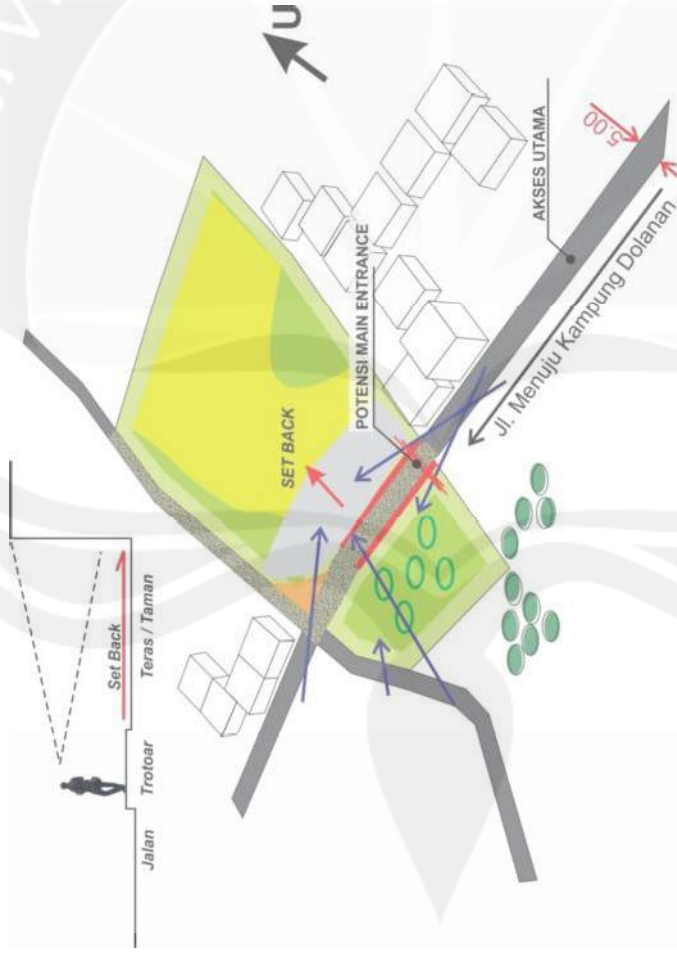 U
Set Back
Jalan
Trotoar
Teras / Taman
SET BACK
POTENSI MAIN ENTRANCE
AKSES UTAMA
5.00
Jl. Menuju Kampung Dolanan